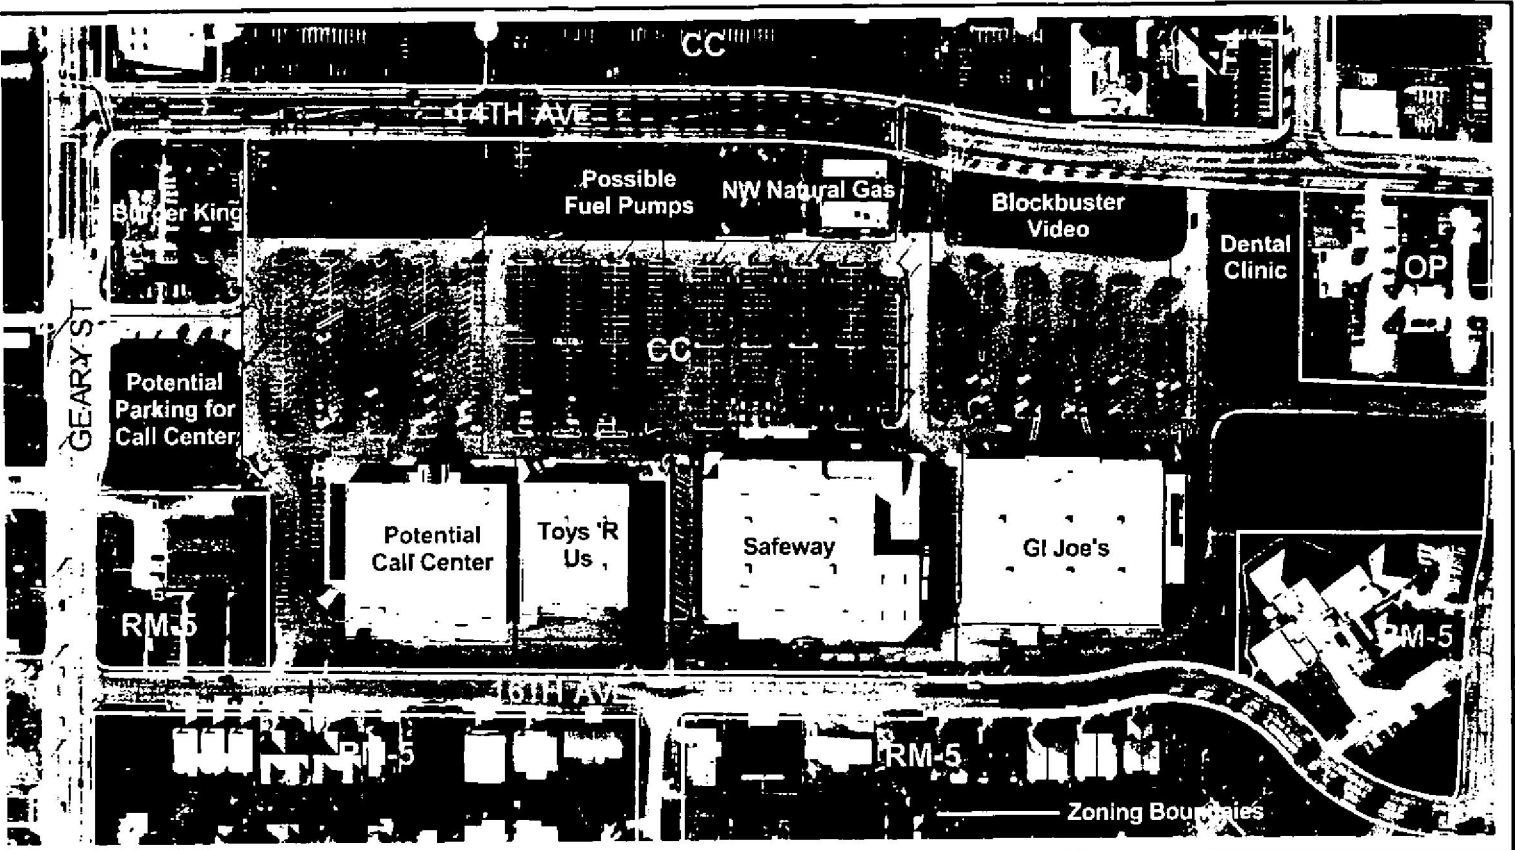 CC
14TH AVE
Possible
Fuel Pumps
NW Natural Gas
Burger King
Blockbuster
Video
Dental
Clinic
OP
GEARY ST
CC
Potential
Parking for
Call Center
Potential
Call Center
Toys 'R
Us
Safeway
GI Joe's
RM-5
RM-5
16TH AVE
RM-5
RM-5
Zoning Boundaries